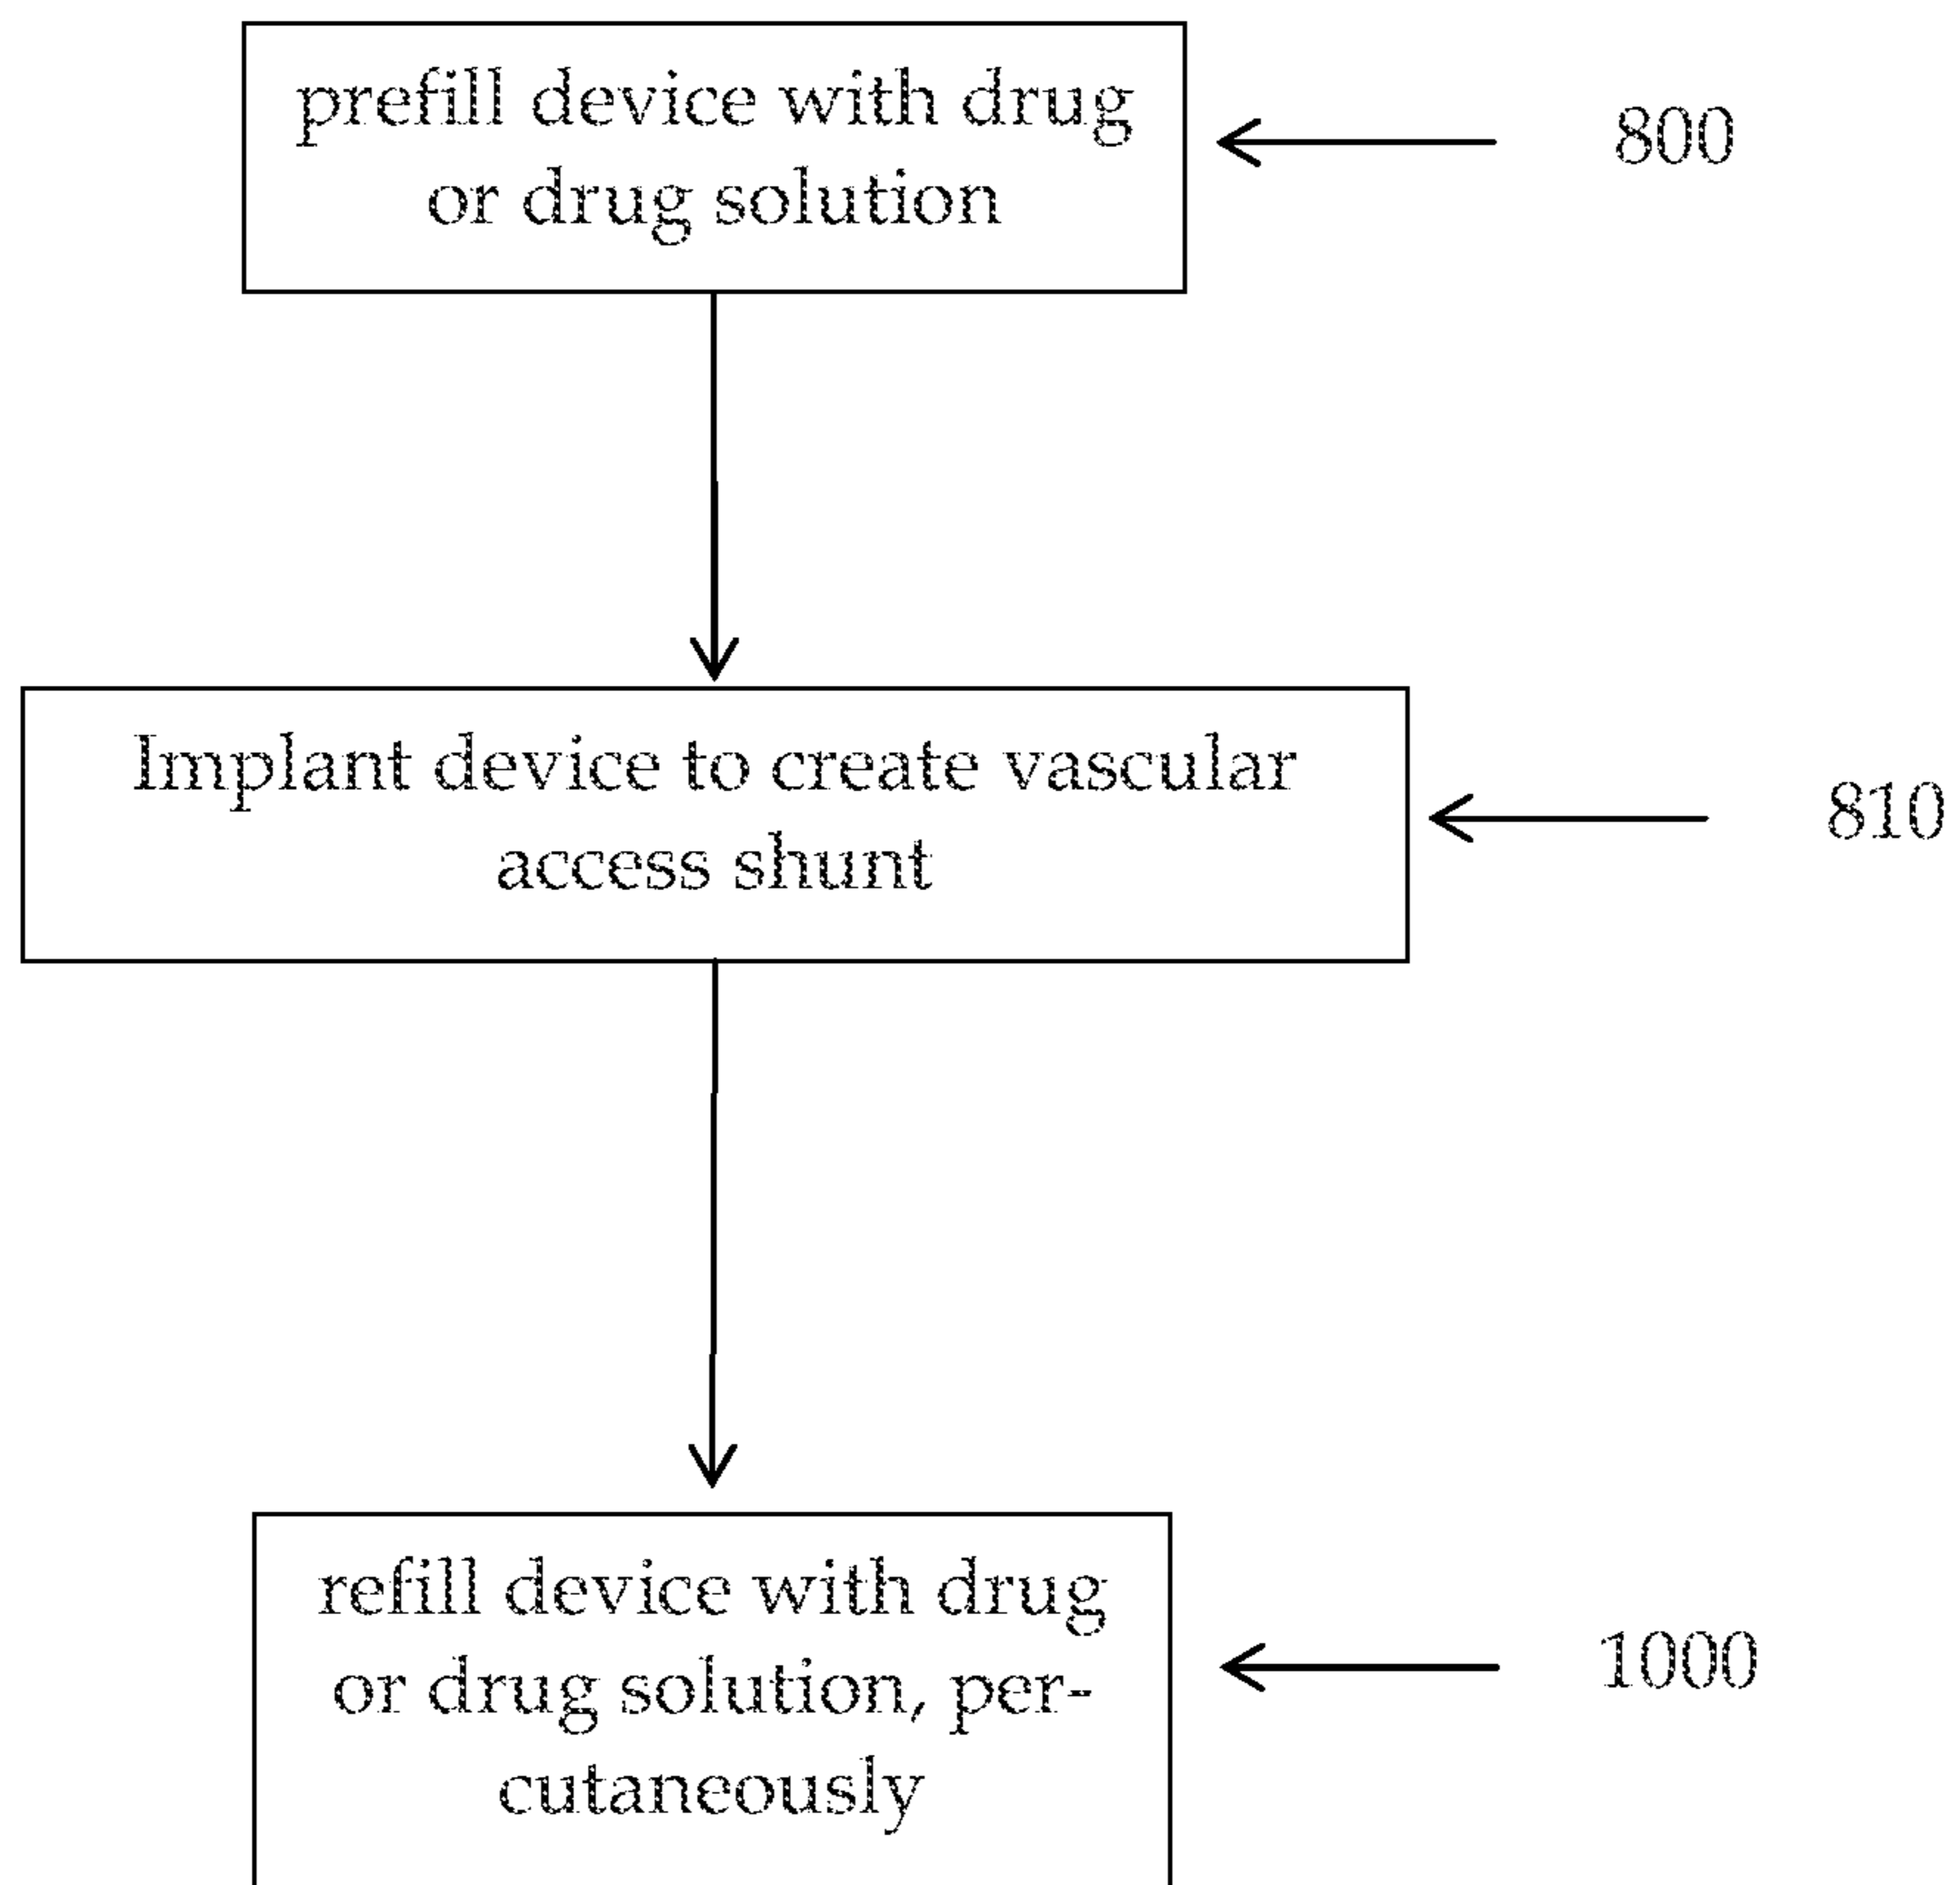 prefill device with drug
or drug solution
800
Implant device to create vascular
access shunt
810
refill device with drug
or drug solution, per-
cutaneously
1000